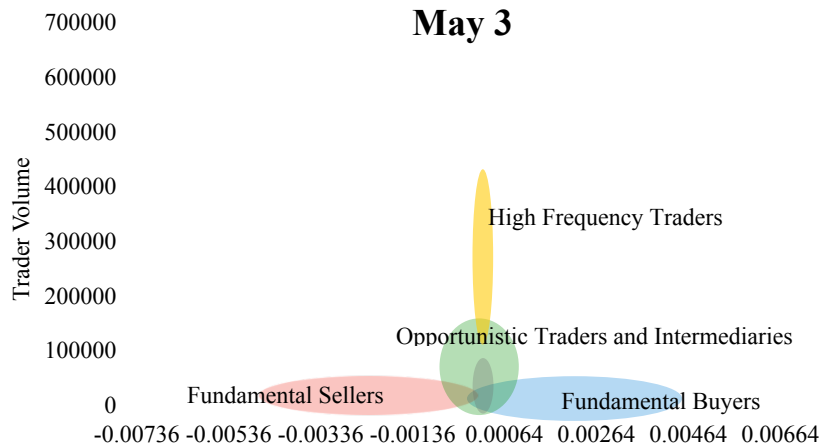 May 3
700000
600000
500000
400000
300000
200000
100000
0
Trader Volume
High Frequency Traders
Opportunistic Traders and Intermediaries
Fundamental Sellers
Fundamental Buyers
-0.00736 -0.00536 -0.00336 -0.00136 0.00064 0.00264 0.00464 0.00664